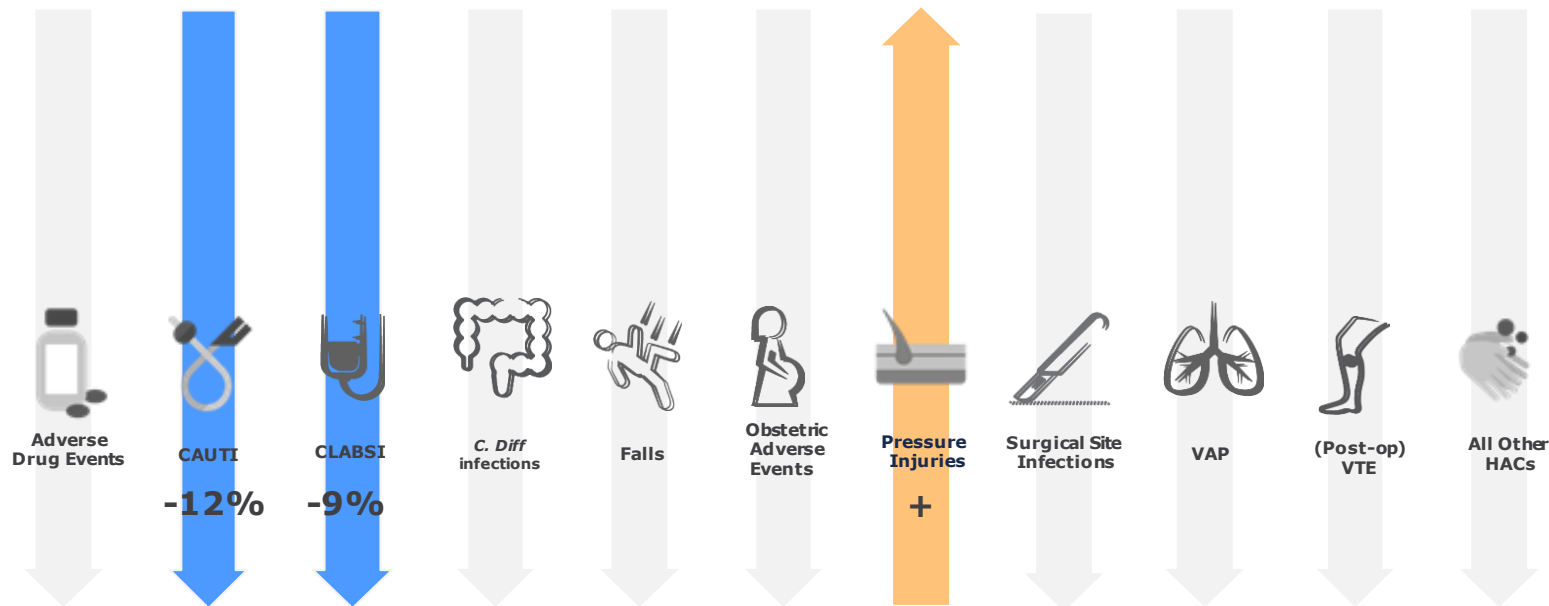 Adverse
Drug Events
CAUTI
-12%
CLABSI
-9%
C. Diff
infections
Falls
Obstetric
Adverse
Events
Pressure
Injuries
+
Surgical Site
Infections
VAP
(Post-op)
VTE
All Other
HACs